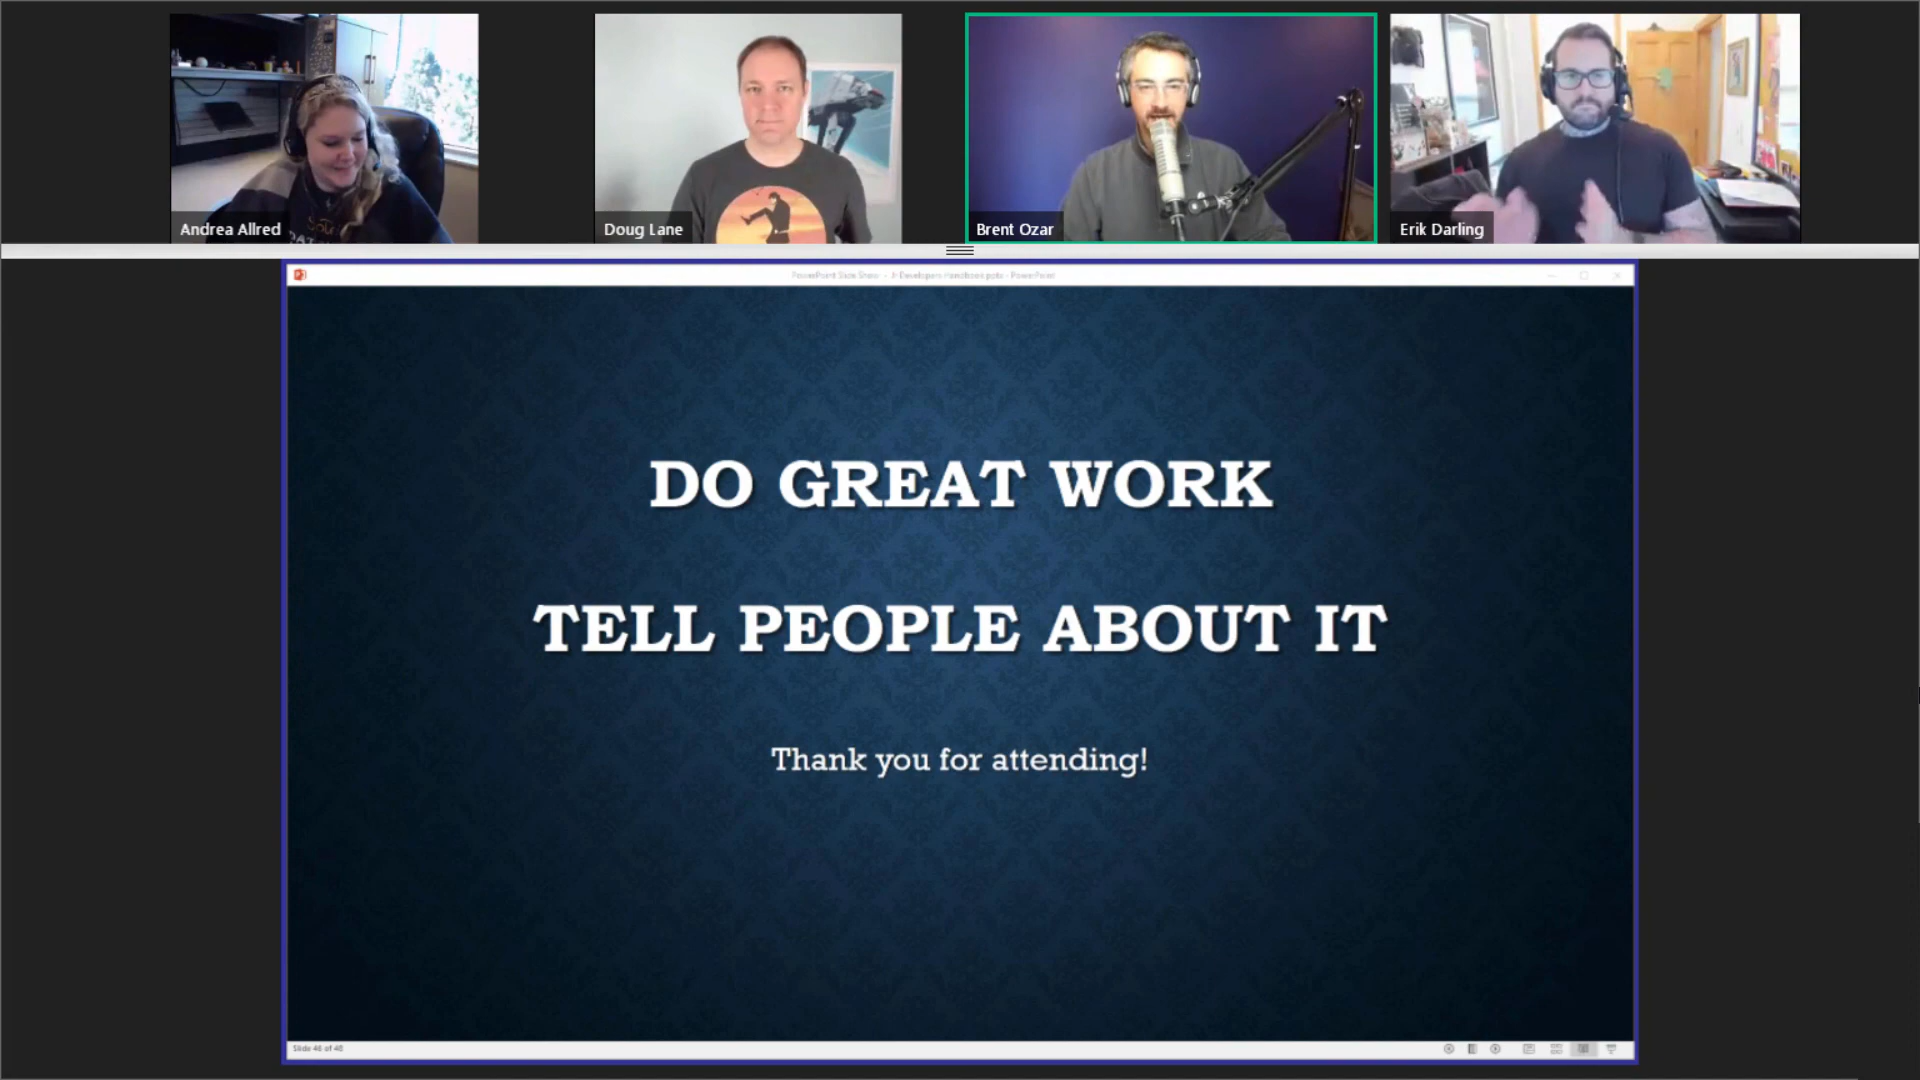 Andrea Allred
Doug Lane
Brent Ozar
Erik Darling
DO GREAT WORK
TELL PEOPLE ABOUT IT
Thank you for attending!